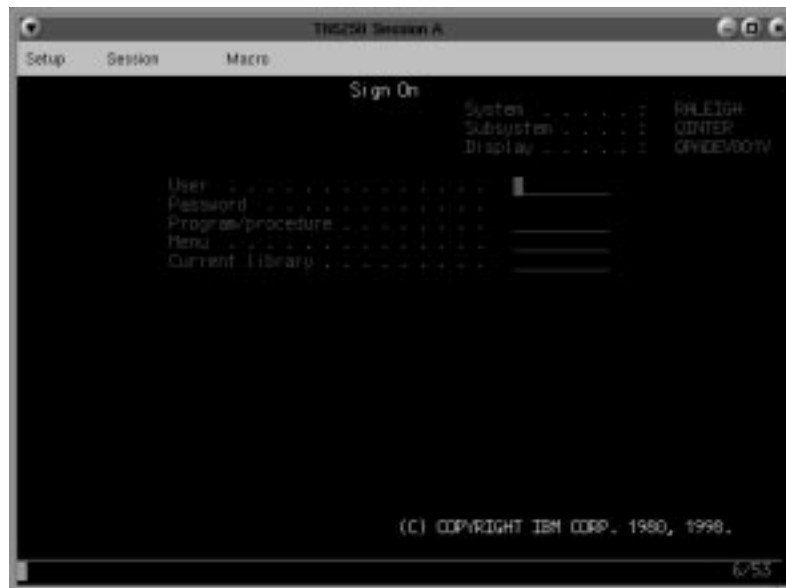 TN5250 Session A
Setup Session Macro
Sign On
System . . . . . : RALEIGH
Subsystem . . . . : QINTER
Display . . . . . : QPADEV001V
User . . . . . . . . . . . . . .
Password . . . . . . . . . . . .
Program/procedure . . . . . . . .
Menu . . . . . . . . . . . . . .
Current library . . . . . . . . .
(C) COPYRIGHT IBM CORP. 1980, 1998.
6/53